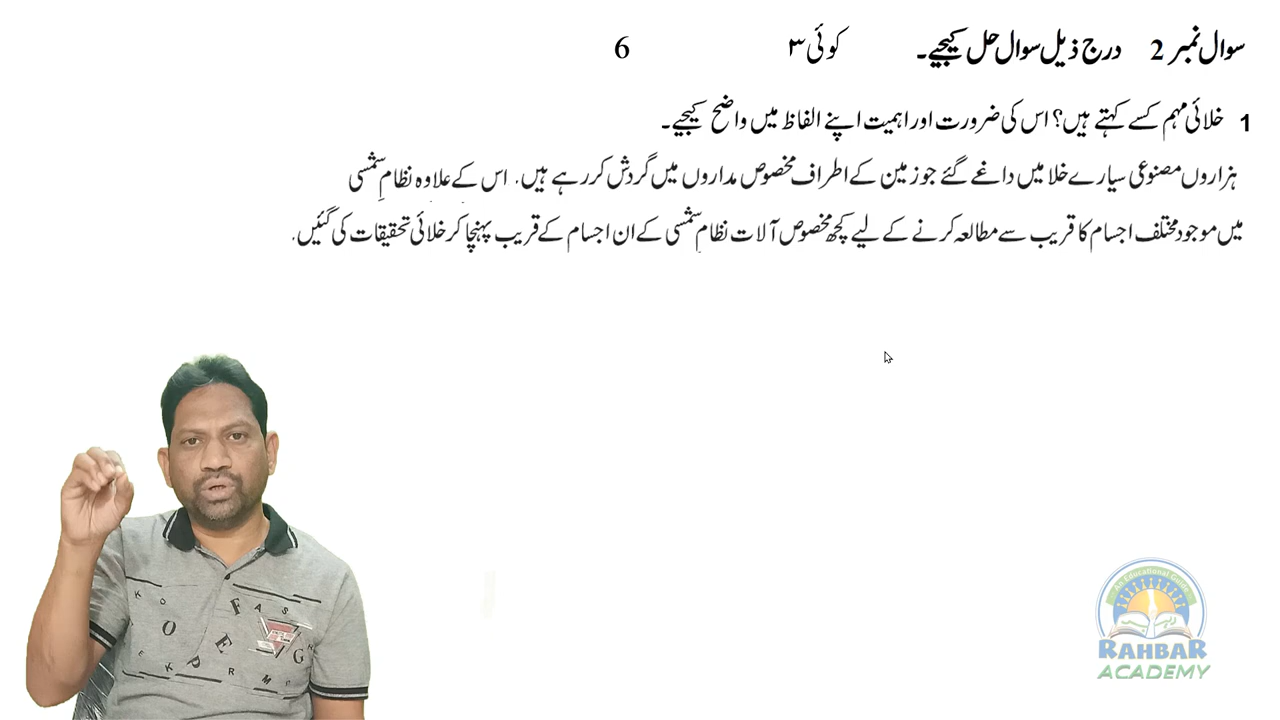 سوال نمبر 2 درج ذیل سوال حل کیجیے۔ کوئی ۳ 6
1 خلائی مہم کسے کہتے ہیں؟ اس کی ضرورت اور اہمیت اپنے الفاظ میں واضح کیجیے۔
ہزاروں مصنوعی سیارے خلا میں داغے گئے جو زمین کے اطراف مخصوص مداروں میں گردش کر رہے ہیں۔ اس کے علاوہ نظامِ شمسی
میں موجود مختلف اجسام کا قریب سے مطالعہ کرنے کے لیے کچھ مخصوص آلات نظامِ شمسی کے ان اجسام کے قریب پہنچا کر خلائی تحقیقات کی گئیں۔
K O F A S
O E G
E K P R M
An Educational Guide
RAHBAR
ACADEMY